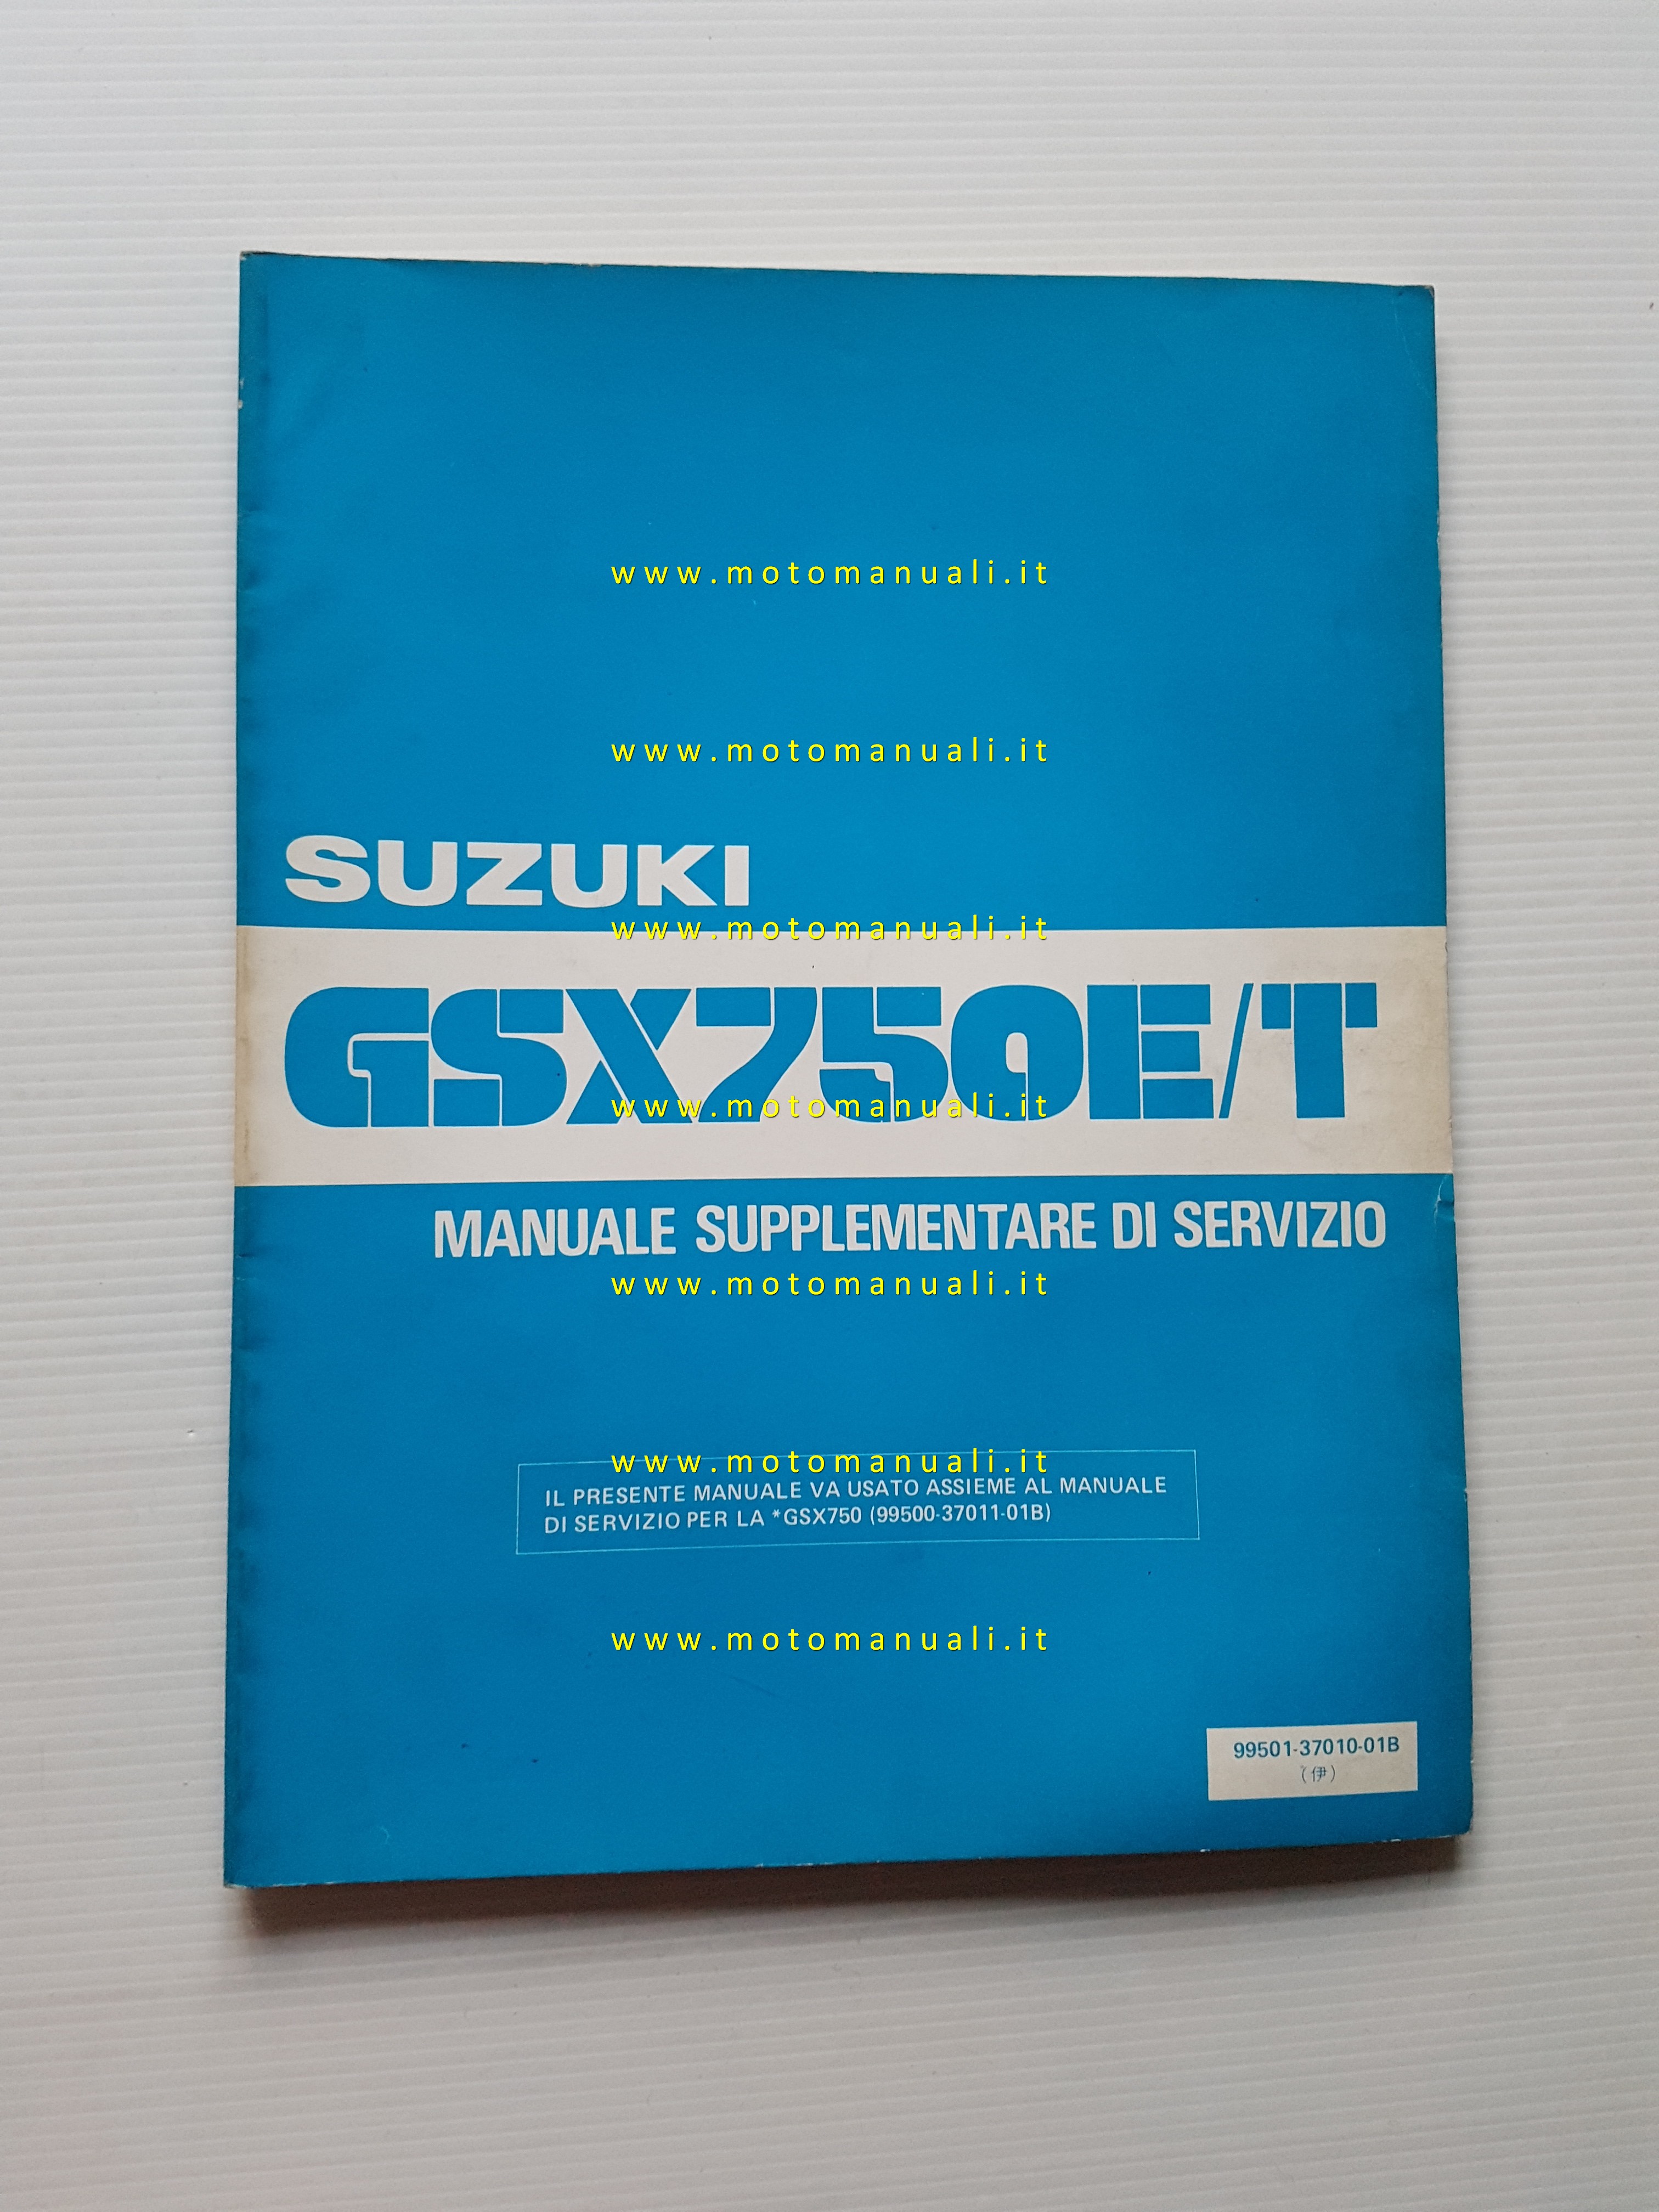 www.motomanuali.it
www.motomanuali.it
SUZUKI
www.motomanuali.it
GSX750E/T
www.motomanuali.it
MANUALE SUPPLEMENTARE DI SERVIZIO
www.motomanuali.it
www.motomanuali.it
IL PRESENTE MANUALE VA USATO ASSIEME AL MANUALE
DI SERVIZIO PER LA *GSX750 (99500-37011-01B)
www.motomanuali.it
99501-37010-01B
(伊)